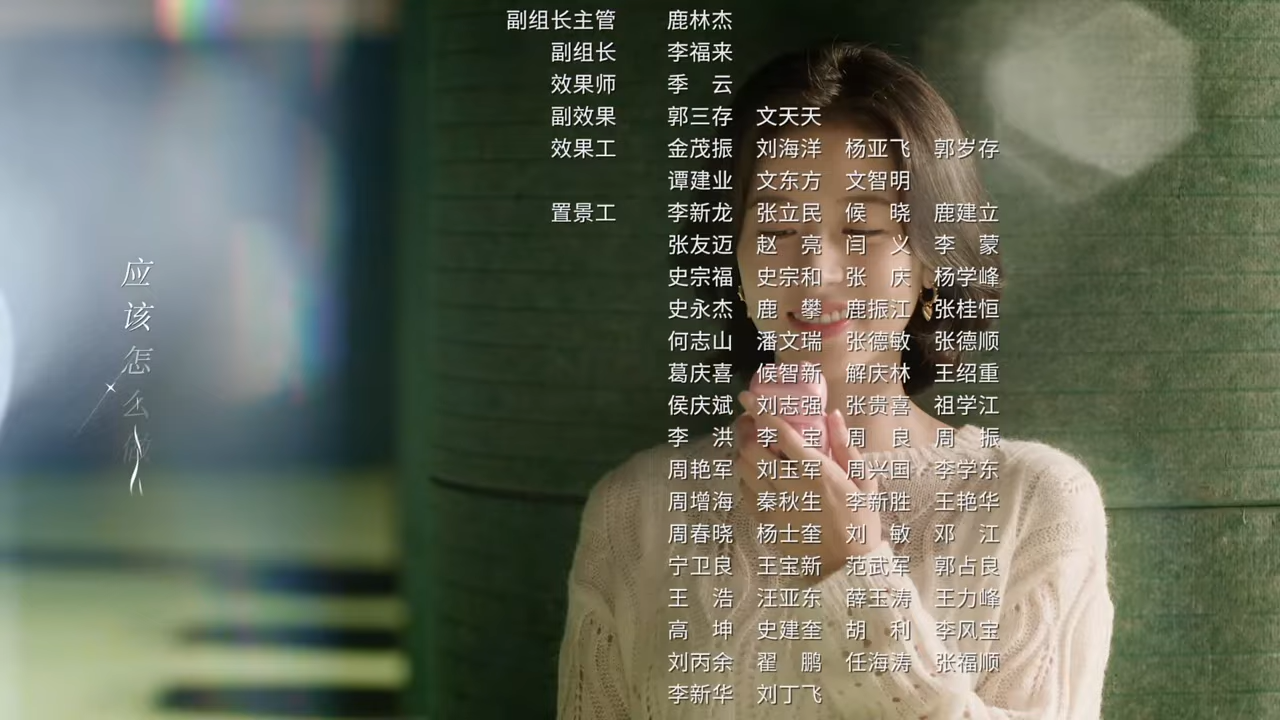 副组长主管 鹿林杰
副组长 李福来
效果师 季 云
副效果 郭三存 文天天
效果工 金茂振 刘海洋 杨亚飞 郭岁存
谭建业 文东方 文智明
置景工 李新龙 张立民 候 晓 鹿建立
张友迈 赵 亮 闫 义 李 蒙
史宗福 史宗和 张 庆 杨学峰
史永杰 鹿 攀 鹿振江 张桂恒
何志山 潘文瑞 张德敏 张德顺
葛庆喜 候智新 解庆林 王绍重
侯庆斌 刘志强 张贵喜 祖学江
李 洪 李 宝 周 良 周 振
周艳军 刘玉军 周兴国 李学东
周增海 秦秋生 李新胜 王艳华
周春晓 杨士奎 刘 敏 邓 江
宁卫良 王宝新 范武军 郭占良
王 浩 汪亚东 薛玉涛 王力峰
高 坤 史建奎 胡 利 李风宝
刘丙余 翟 鹏 任海涛 张福顺
李新华 刘丁飞
应该怎么做